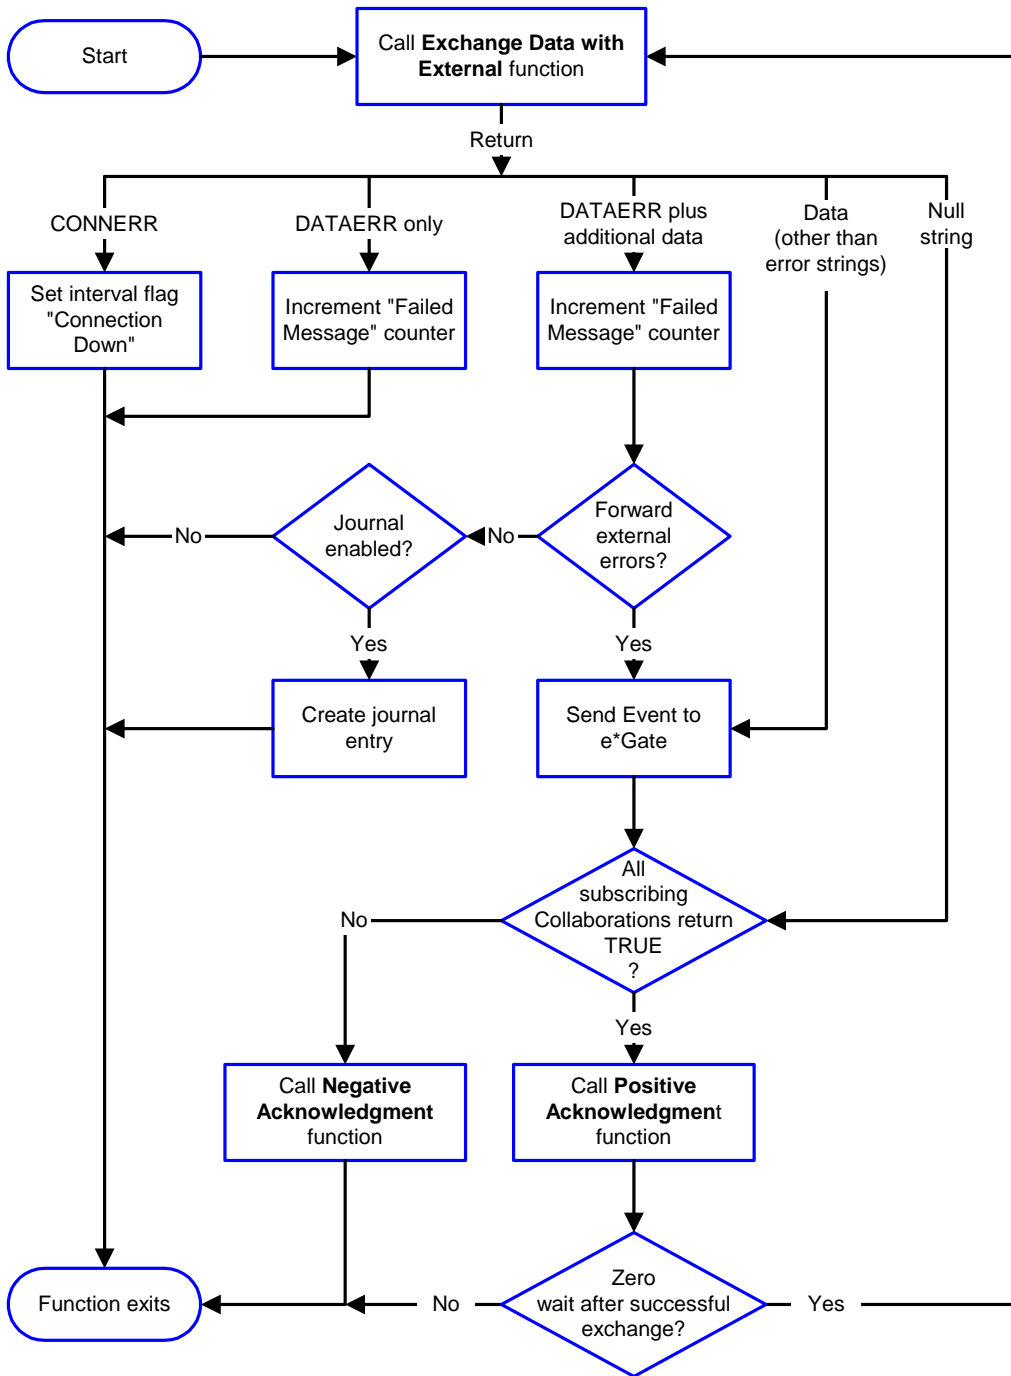 Start
Call Exchange Data with
External function
Return
CONNERR
DATAERR only
DATAERR plus
additional data
Data
(other than
error strings)
Null
string
Set interval flag
"Connection
Down"
Increment "Failed
Message" counter
Increment "Failed
Message" counter
No
Journal
enabled?
No
Forward
external
errors?
Yes
Yes
Create journal
entry
Send Event to
e*Gate
All
subscribing
Collaborations return
TRUE
?
No
Yes
Call Negative
Acknowledgment
function
Call Positive
Acknowledgment
function
Function exits
No
Zero
wait after successful
exchange?
Yes